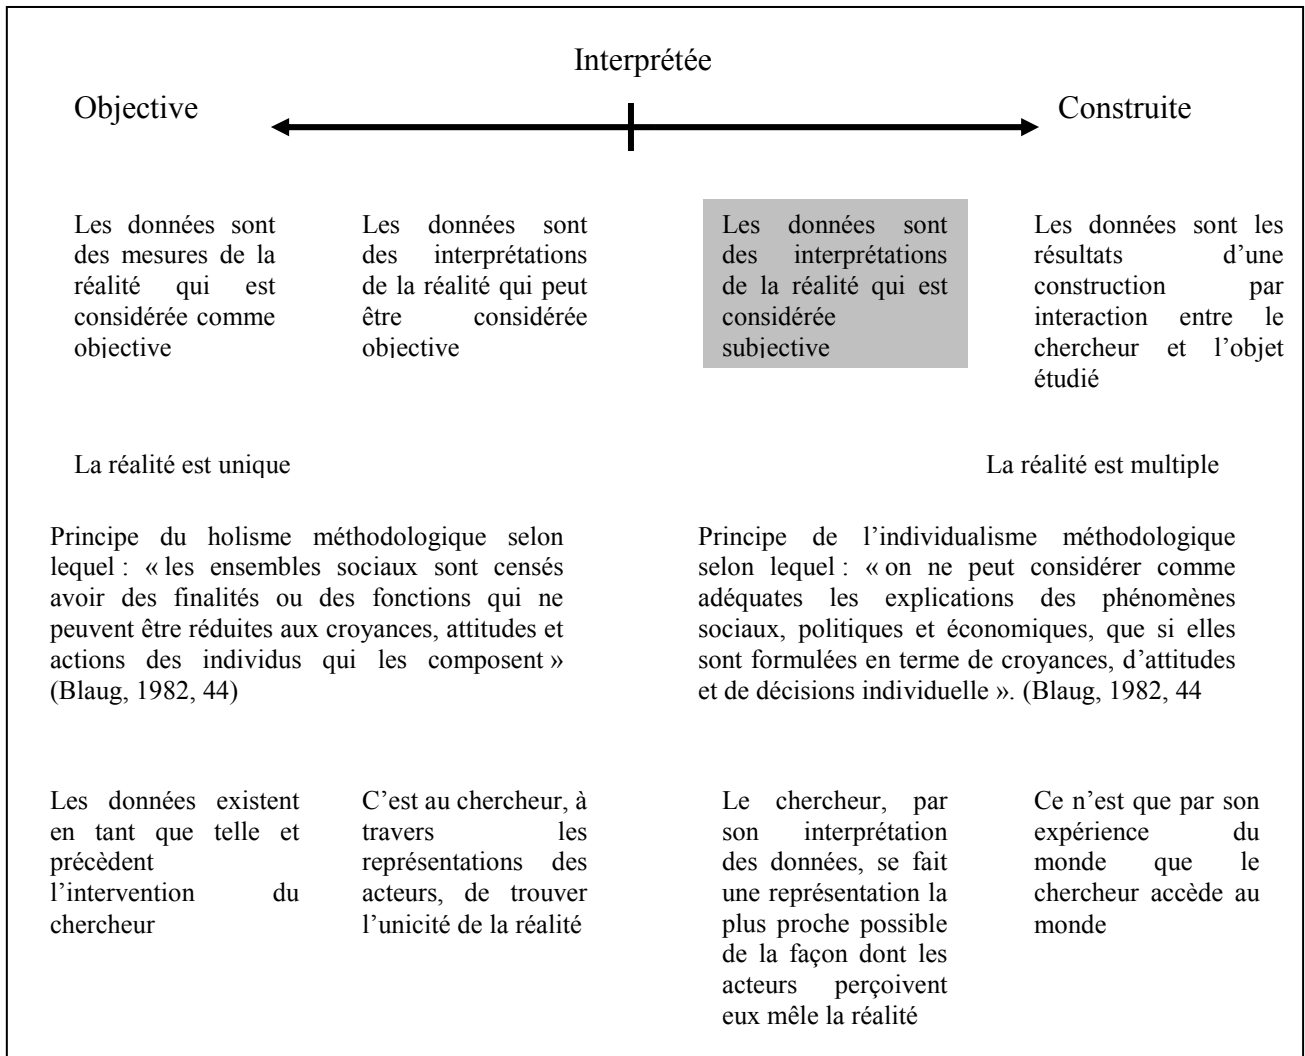 Interprétée
Objective
Construite
Les données sont
des mesures de la
réalité qui est
considérée comme
objective
Les données sont
des interprétations
de la réalité qui peut
être considérée
objective
Les données sont
des interprétations
de la réalité qui est
considérée
subjective
Les données sont les
résultats d’une
construction par
interaction entre le
chercheur et l’objet
étudié
La réalité est unique
La réalité est multiple
Principe du holisme méthodologique selon
lequel : « les ensembles sociaux sont censés
avoir des finalités ou des fonctions qui ne
peuvent être réduites aux croyances, attitudes et
actions des individus qui les composent »
(Blaug, 1982, 44)
Principe de l’individualisme méthodologique
selon lequel : « on ne peut considérer comme
adéquates les explications des phénomènes
sociaux, politiques et économiques, que si elles
sont formulées en terme de croyances, d’attitudes
et de décisions individuelle ». (Blaug, 1982, 44
Les données existent
en tant que telle et
précèdent
l’intervention du
chercheur
C’est au chercheur, à
travers les
représentations des
acteurs, de trouver
l’unicité de la réalité
Le chercheur, par
son interprétation
des données, se fait
une représentation la
plus proche possible
de la façon dont les
acteurs perçoivent
eux mêle la réalité
Ce n’est que par son
expérience du
monde que le
chercheur accède au
monde